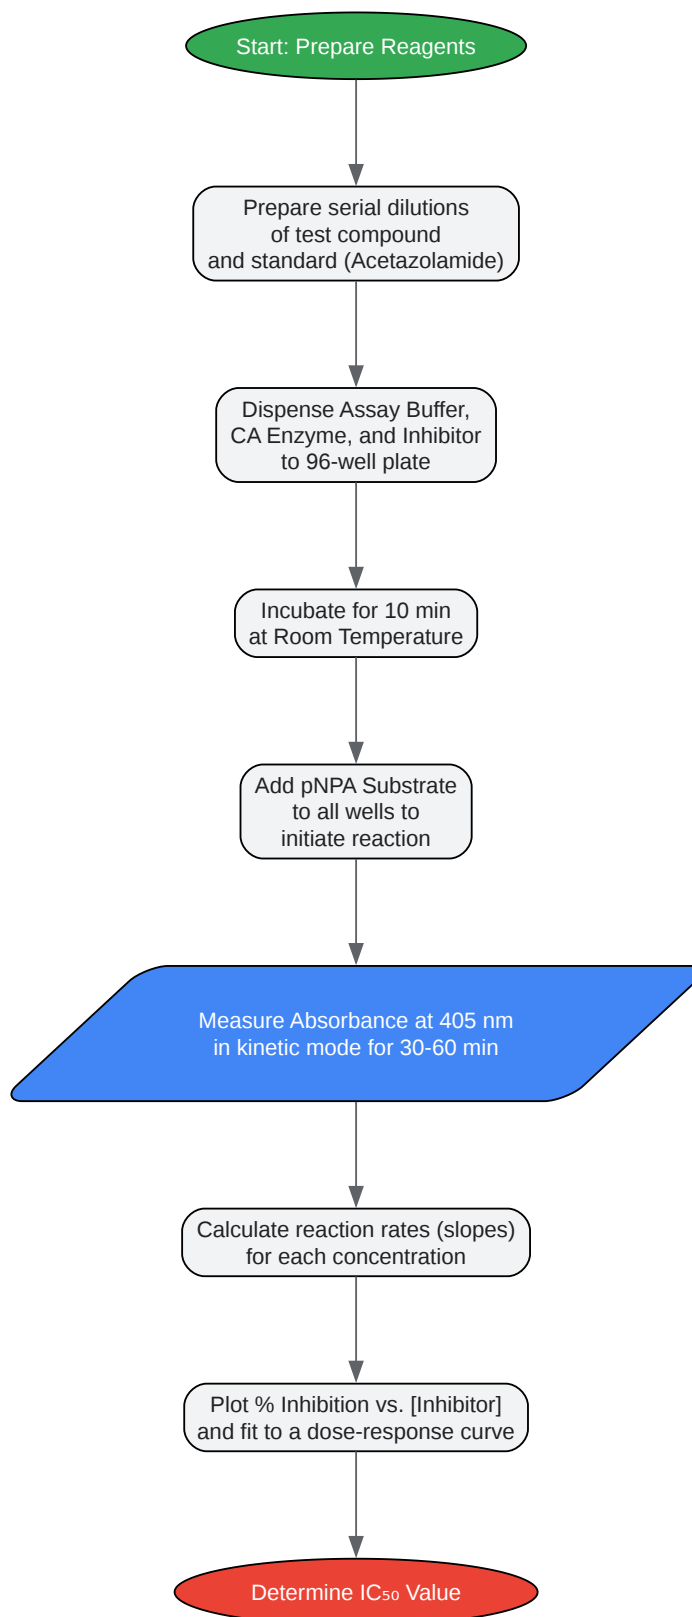 Start: Prepare Reagents
Prepare serial dilutions
of test compound
and standard (Acetazolamide)
Dispense Assay Buffer,
CA Enzyme, and Inhibitor
to 96-well plate
Incubate for 10 min
at Room Temperature
Add pNPA Substrate
to all wells to
initiate reaction
Measure Absorbance at 405 nm
in kinetic mode for 30-60 min
Calculate reaction rates (slopes)
for each concentration
Plot % Inhibition vs. [Inhibitor]
and fit to a dose-response curve
Determine IC₅₀ Value